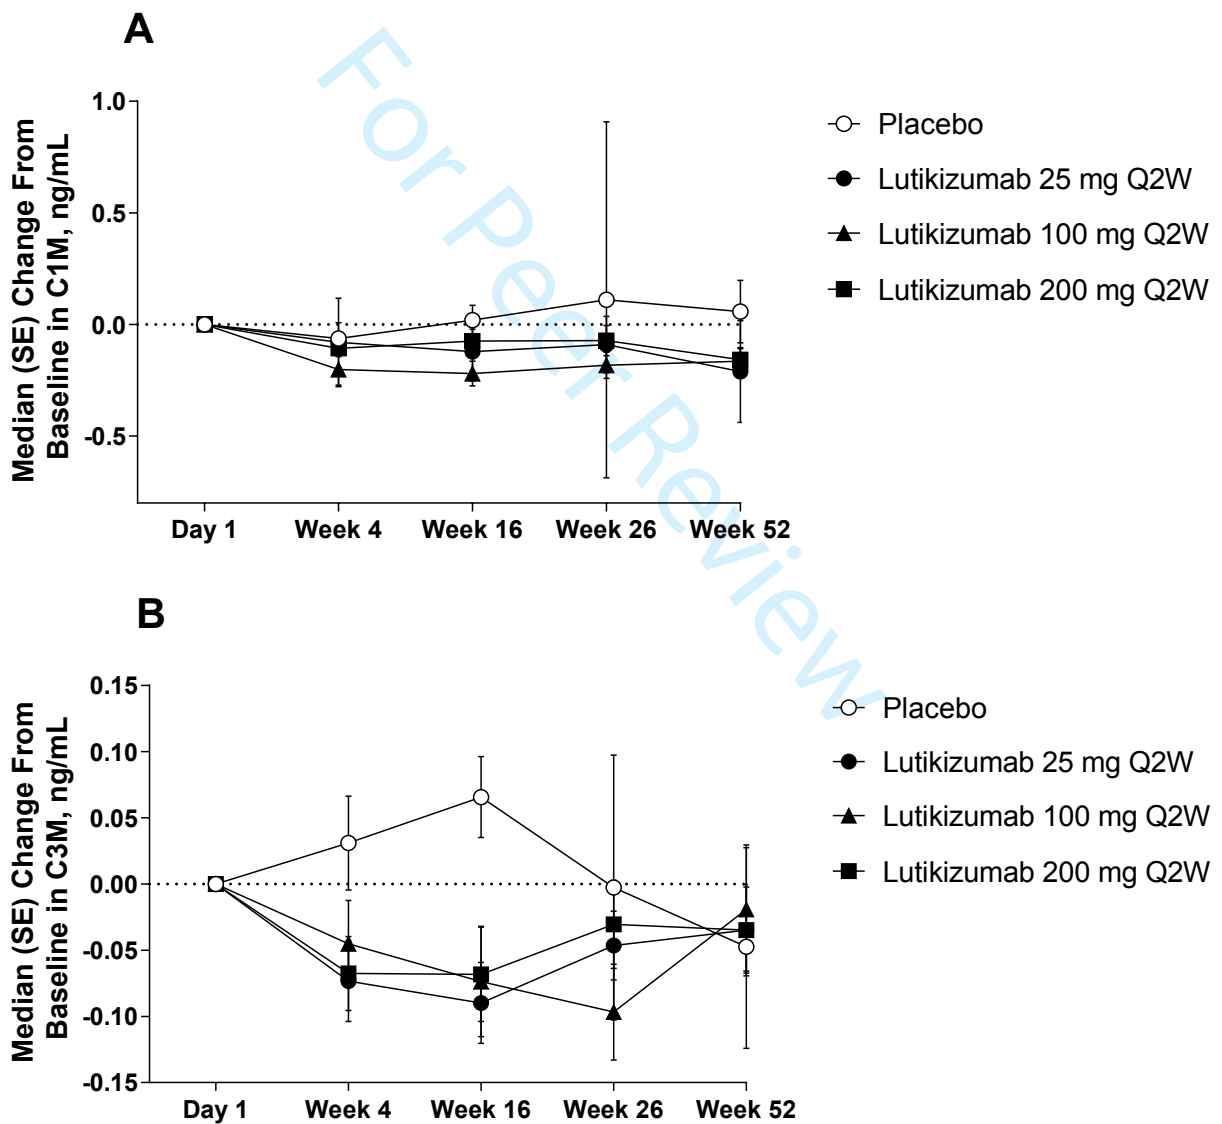 A
Median (SE) Change From
Baseline in C1M, ng/mL
1.0
0.5
0.0
-0.5
Day 1 Week 4 Week 16 Week 26 Week 52
Placebo
Lutikizumab 25 mg Q2W
Lutikizumab 100 mg Q2W
Lutikizumab 200 mg Q2W
For Peer Review
B
Median (SE) Change From
Baseline in C3M, ng/mL
0.15
0.10
0.05
0.00
-0.05
-0.10
-0.15
Day 1 Week 4 Week 16 Week 26 Week 52
Placebo
Lutikizumab 25 mg Q2W
Lutikizumab 100 mg Q2W
Lutikizumab 200 mg Q2W